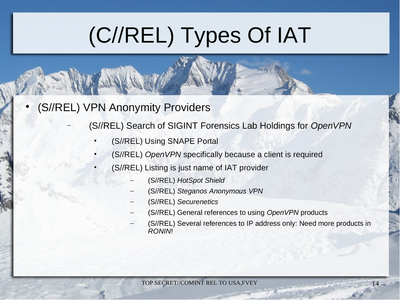 (C//REL) Types Of IAT
• (S//REL) VPN Anonymity Providers
– (S//REL) Search of SIGINT Forensics Lab Holdings for OpenVPN
• (S//REL) Using SNAPE Portal
• (S//REL) OpenVPN specifically because a client is required
• (S//REL) Listing is just name of IAT provider
– (S//REL) HotSpot Shield
– (S//REL) Steganos Anonymous VPN
– (S//REL) Securenetics
– (S//REL) General references to using OpenVPN products
– (S//REL) Several references to IP address only: Need more products in
RONIN!
TOP SECRET//COMINT REL TO USA,FVEY
14